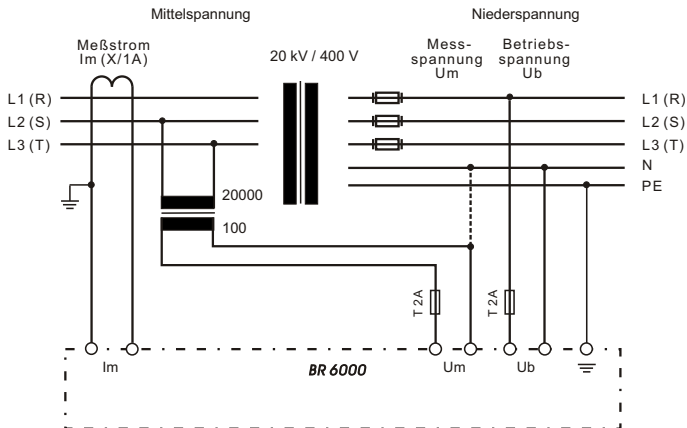 Mittelspannung
Niederspannung
Meßstrom
Im (X/1A)
20 kV / 400 V
Mess-
spannung
Um
Betriebs-
spannung
Ub
L1 (R)
L2 (S)
L3 (T)
L1 (R)
L2 (S)
L3 (T)
N
PE
20000
100
T 2A
T 2A
Im
BR 6000
Um
Ub